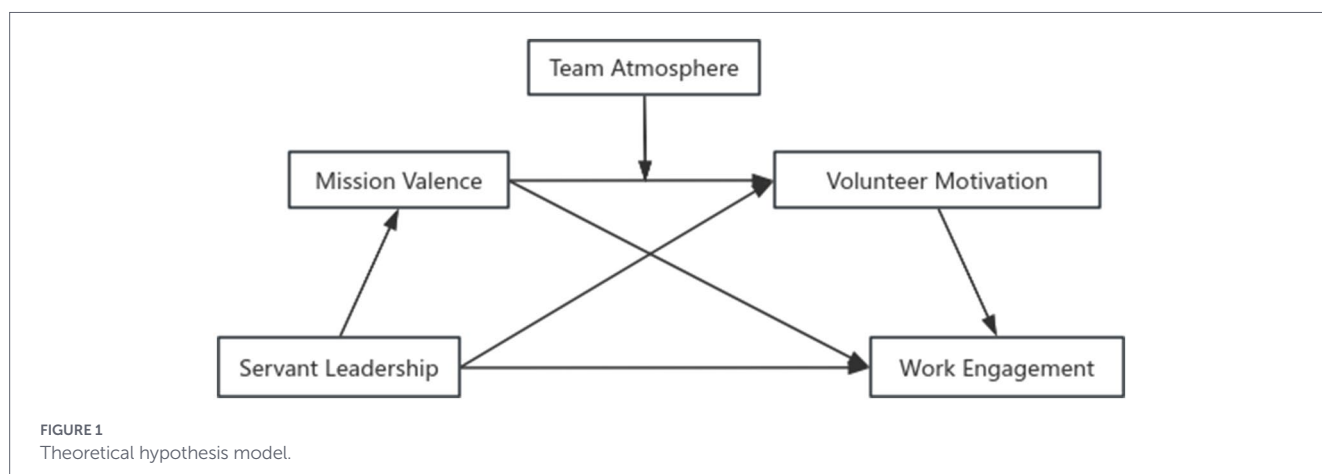 Team Atmosphere
Mission Valence
Volunteer Motivation
Servant Leadership
Work Engagement
FIGURE 1
Theoretical hypothesis model.